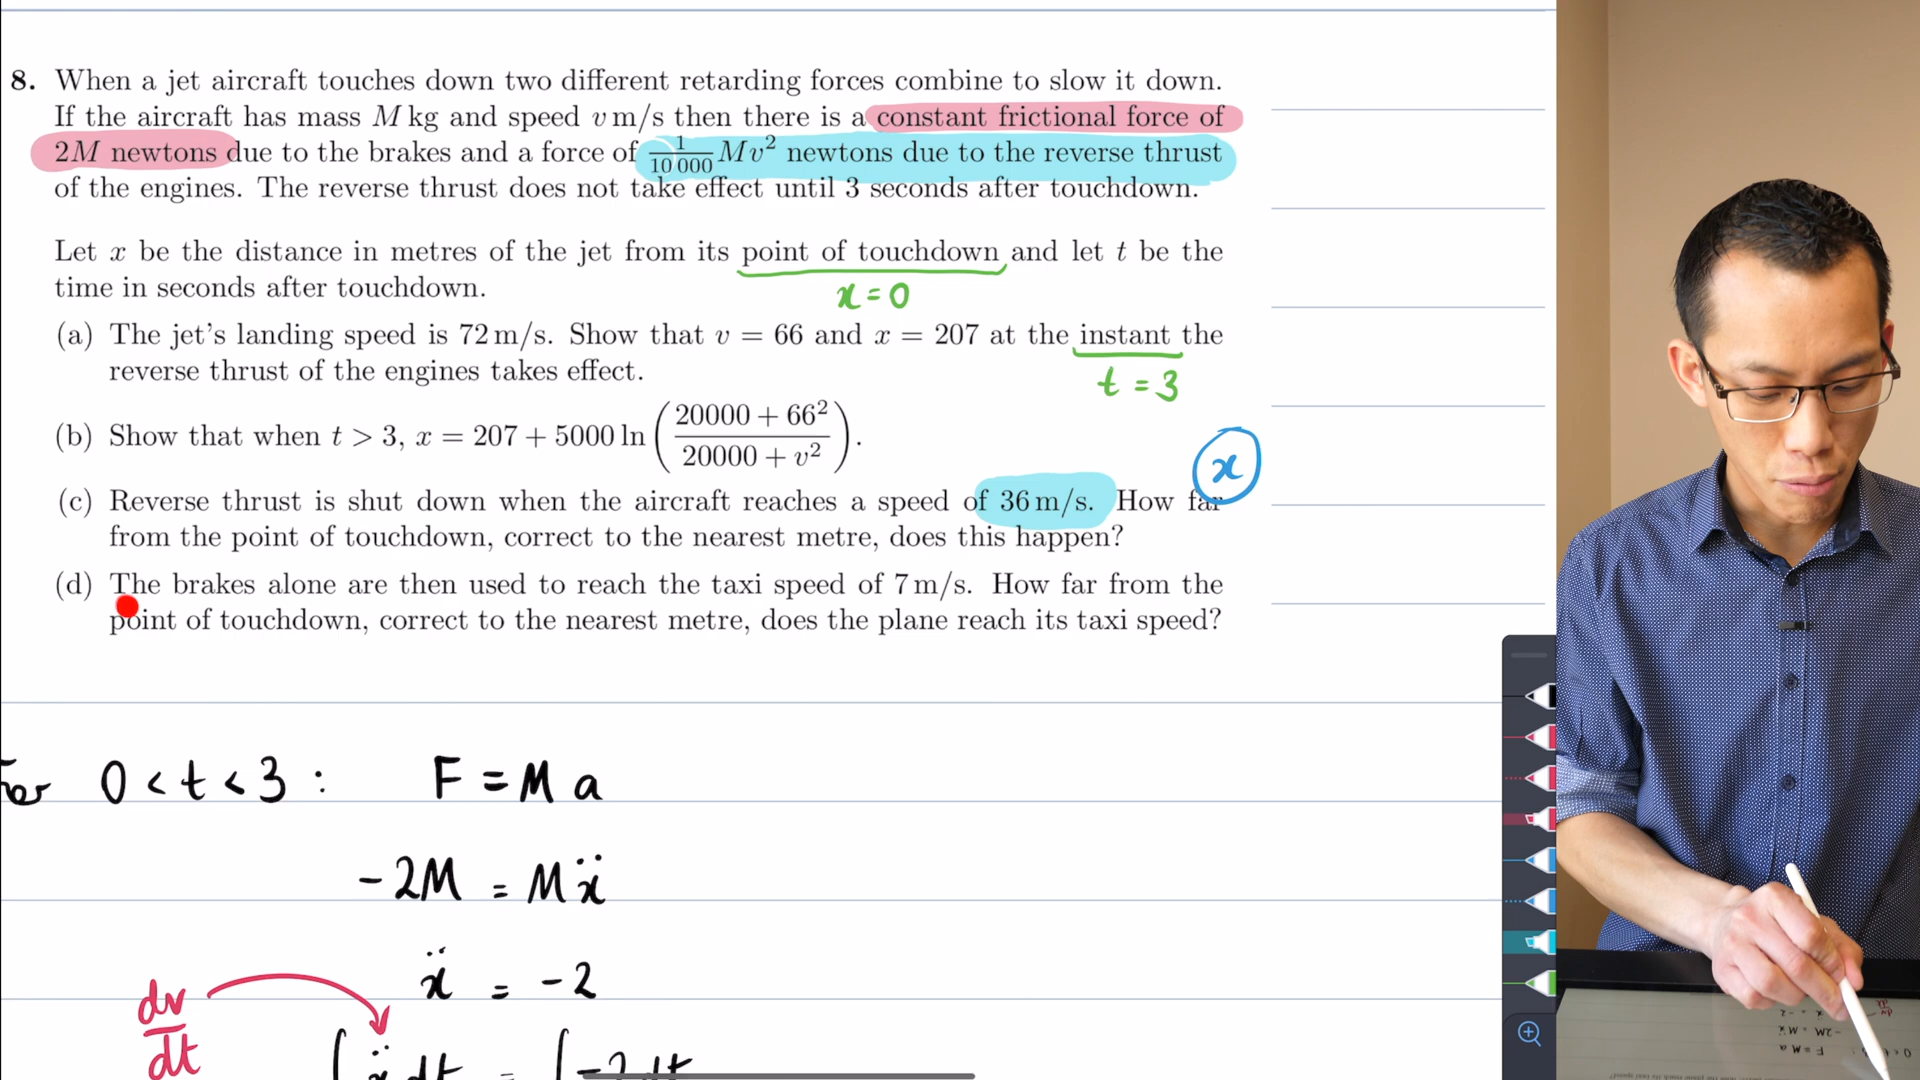 8. When a jet aircraft touches down two different retarding forces combine to slow it down.
If the aircraft has mass M kg and speed v m/s then there is a constant frictional force of
2M newtons due to the brakes and a force of 1/10 000 Mv² newtons due to the reverse thrust
of the engines. The reverse thrust does not take effect until 3 seconds after touchdown.
Let x be the distance in metres of the jet from its point of touchdown and let t be the
time in seconds after touchdown.
x = 0
(a) The jet's landing speed is 72 m/s. Show that v = 66 and x = 207 at the instant the
reverse thrust of the engines takes effect.
t = 3
(b) Show that when t > 3, x = 207 + 5000 ln ( (20000 + 66²) / (20000 + v²) ).
x
(c) Reverse thrust is shut down when the aircraft reaches a speed of 36 m/s. How far
from the point of touchdown, correct to the nearest metre, does this happen?
(d) The brakes alone are then used to reach the taxi speed of 7 m/s. How far from the
point of touchdown, correct to the nearest metre, does the plane reach its taxi speed?
For 0 < t < 3 : F = M a
-2M = Mẍ
ẍ = -2
dv/dt
∫ ẍ dt = ∫ -2 dt